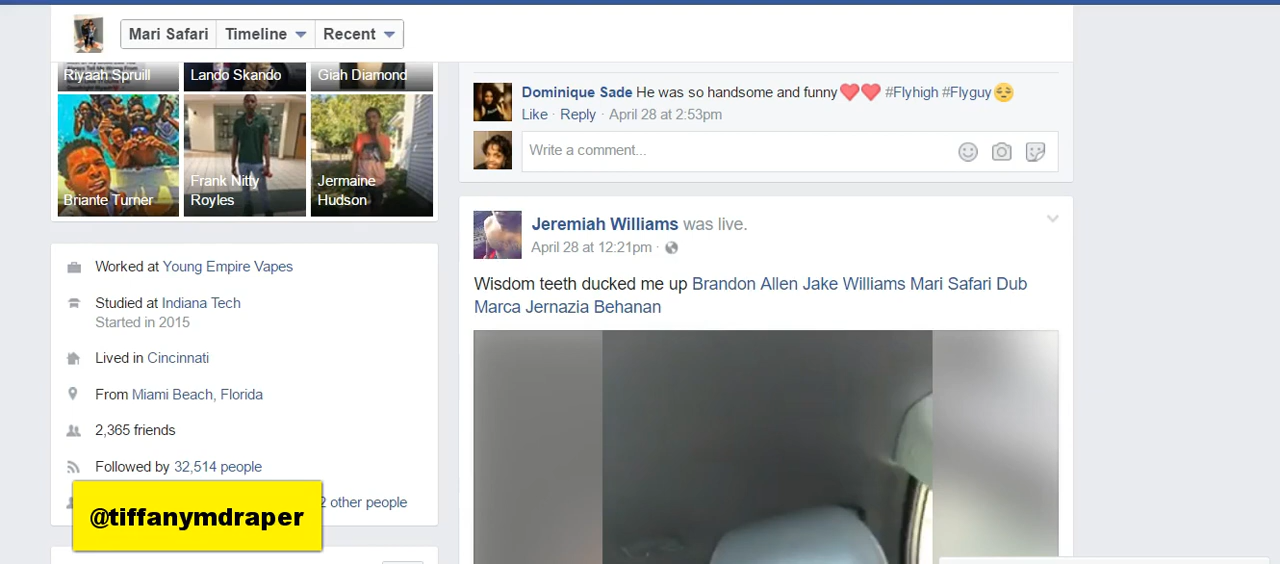 Mari Safari Timeline Recent
Riyaah Spruill
Lando Skando
Giah Diamond
Briante Turner
Frank Nitty
Royles
Jermaine
Hudson
Worked at Young Empire Vapes
Studied at Indiana Tech
Started in 2015
Lived in Cincinnati
From Miami Beach, Florida
2,365 friends
Followed by 32,514 people
2 other people
@tiffanymdraper
Dominique Sade He was so handsome and funny❤️❤️ #Flyhigh #Flyguy😔
Like · Reply · April 28 at 2:53pm
Write a comment...
Jeremiah Williams was live.
April 28 at 12:21pm ·
Wisdom teeth ducked me up Brandon Allen Jake Williams Mari Safari Dub
Marca Jernazia Behanan